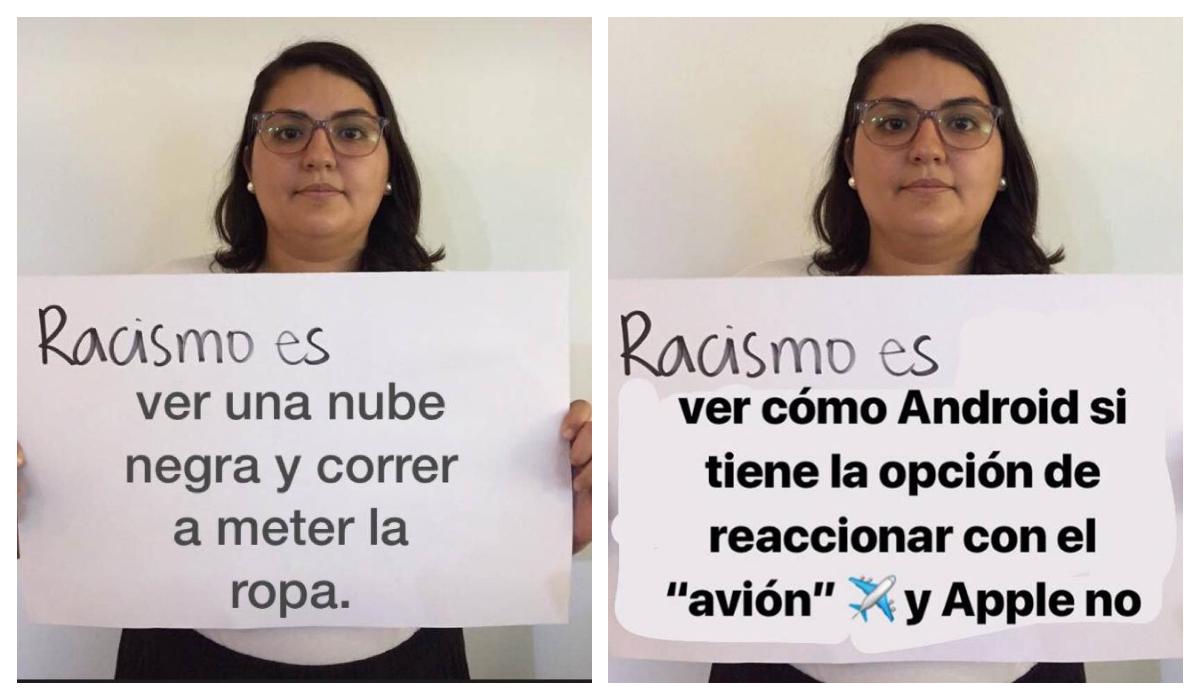 Racismo es
ver una nube
negra y correr
a meter la
ropa.
Racismo es
ver cómo Android si
tiene la opción de
reaccionar con el
“avión” ✈️ y Apple no